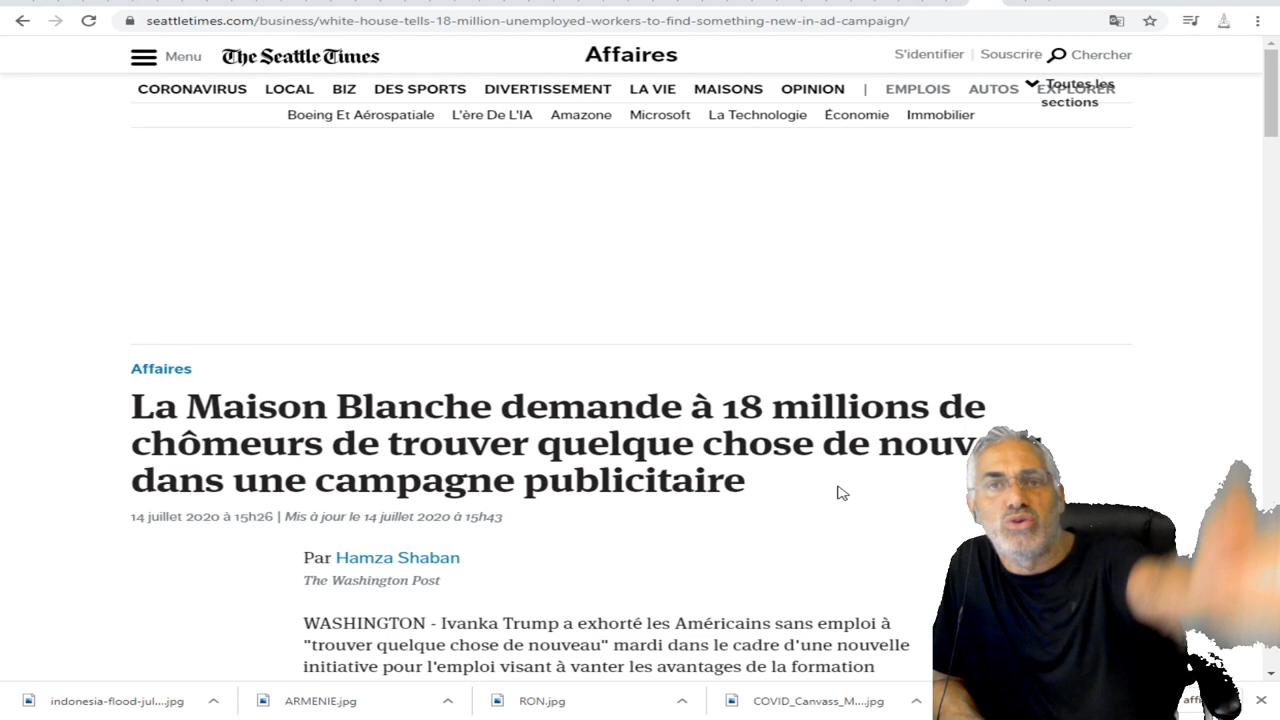 seattletimes.com/business/white-house-tells-18-million-unemployed-workers-to-find-something-new-in-ad-campaign/
Menu The Seattle Times Affaires S'identifier | Souscrire Chercher
CORONAVIRUS LOCAL BIZ DES SPORTS DIVERTISSEMENT LA VIE MAISONS OPINION | EMPLOIS AUTOS EXPLORER
Toutes les
sections
Boeing Et Aérospatiale L'ère De L'IA Amazone Microsoft La Technologie Économie Immobilier
Affaires
La Maison Blanche demande à 18 millions de
chômeurs de trouver quelque chose de
dans une campagne publicitaire
14 juillet 2020 à 15h26 | Mis à jour le 14 juillet 2020 à 15h43
Par Hamza Shaban
The Washington Post
WASHINGTON - Ivanka Trump a exhorté les Américains sans emploi à
"trouver quelque chose de nouveau" mardi dans le cadre d'une nouvelle
initiative pour l'emploi visant à vanter les avantages de la formation
indonesia-flood-jul....jpg ARMENIE.jpg RON.jpg COVID_Canvass_M....jpg